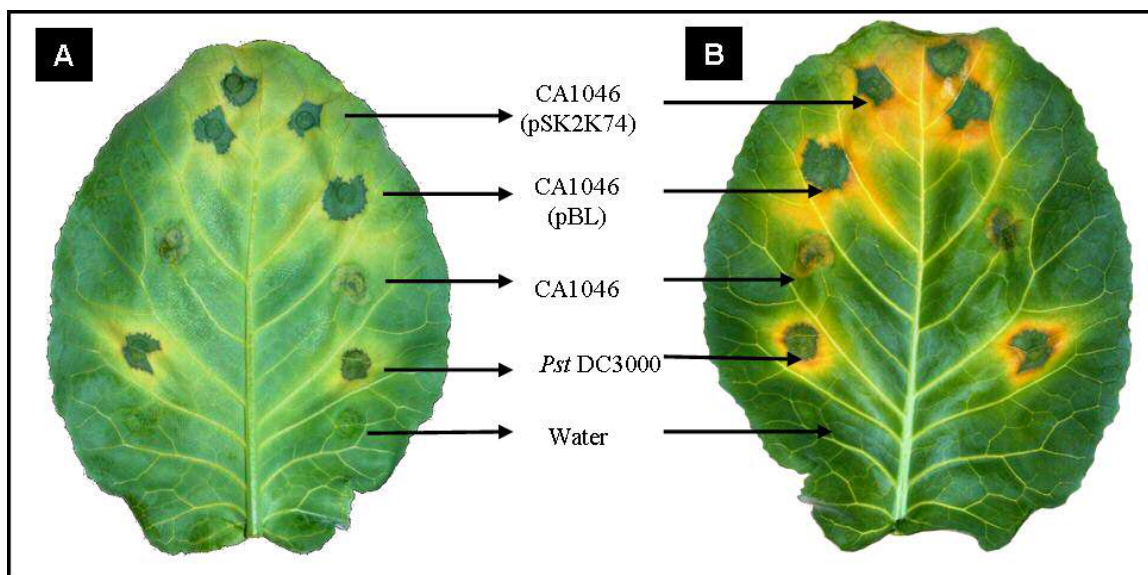 A
B
CA1046
(pSK2K74)
CA1046
(pBL)
CA1046
Pst DC3000
Water